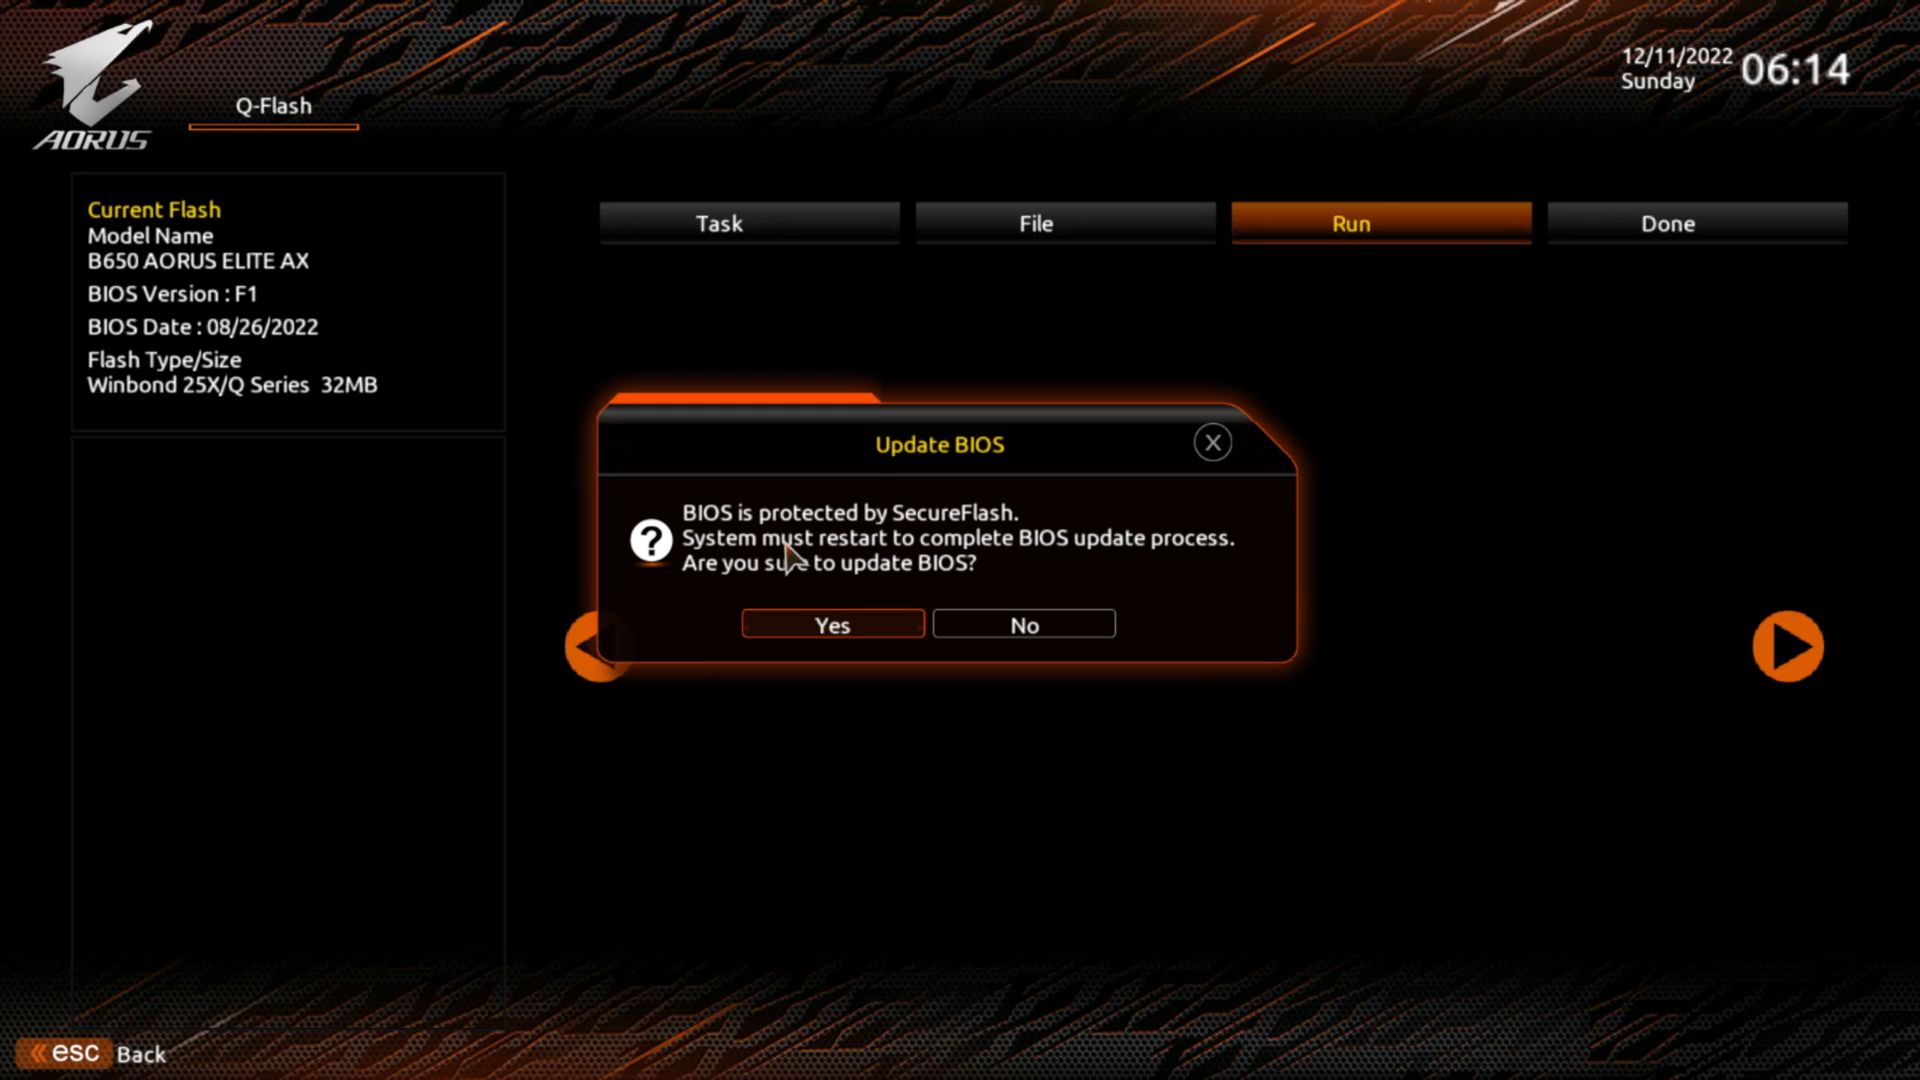 AORUS
Q-Flash
12/11/2022
Sunday
06:14
Current Flash
Model Name
B650 AORUS ELITE AX
BIOS Version : F1
BIOS Date : 08/26/2022
Flash Type/Size
Winbond 25X/Q Series 32MB
Task
File
Run
Done
Update BIOS
X
?
BIOS is protected by SecureFlash.
System must restart to complete BIOS update process.
Are you sure to update BIOS?
Yes
No
esc Back